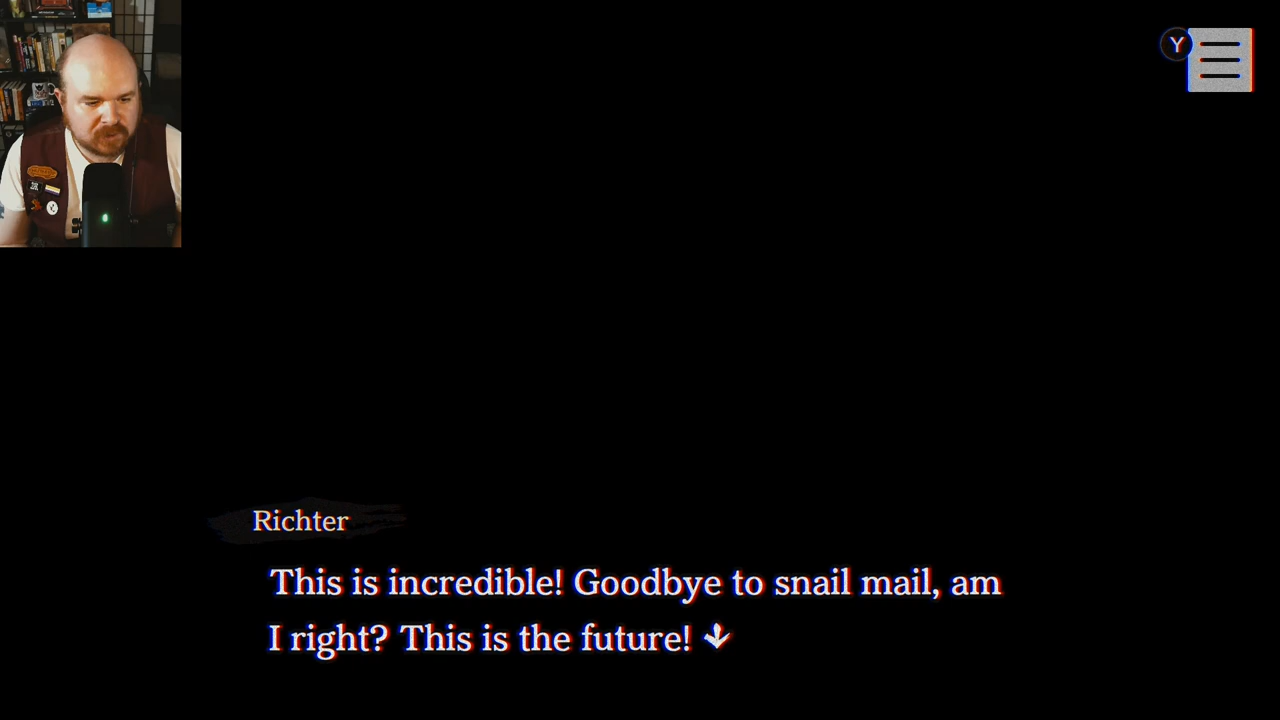 Y
Richter
This is incredible! Goodbye to snail mail, am
I right? This is the future!